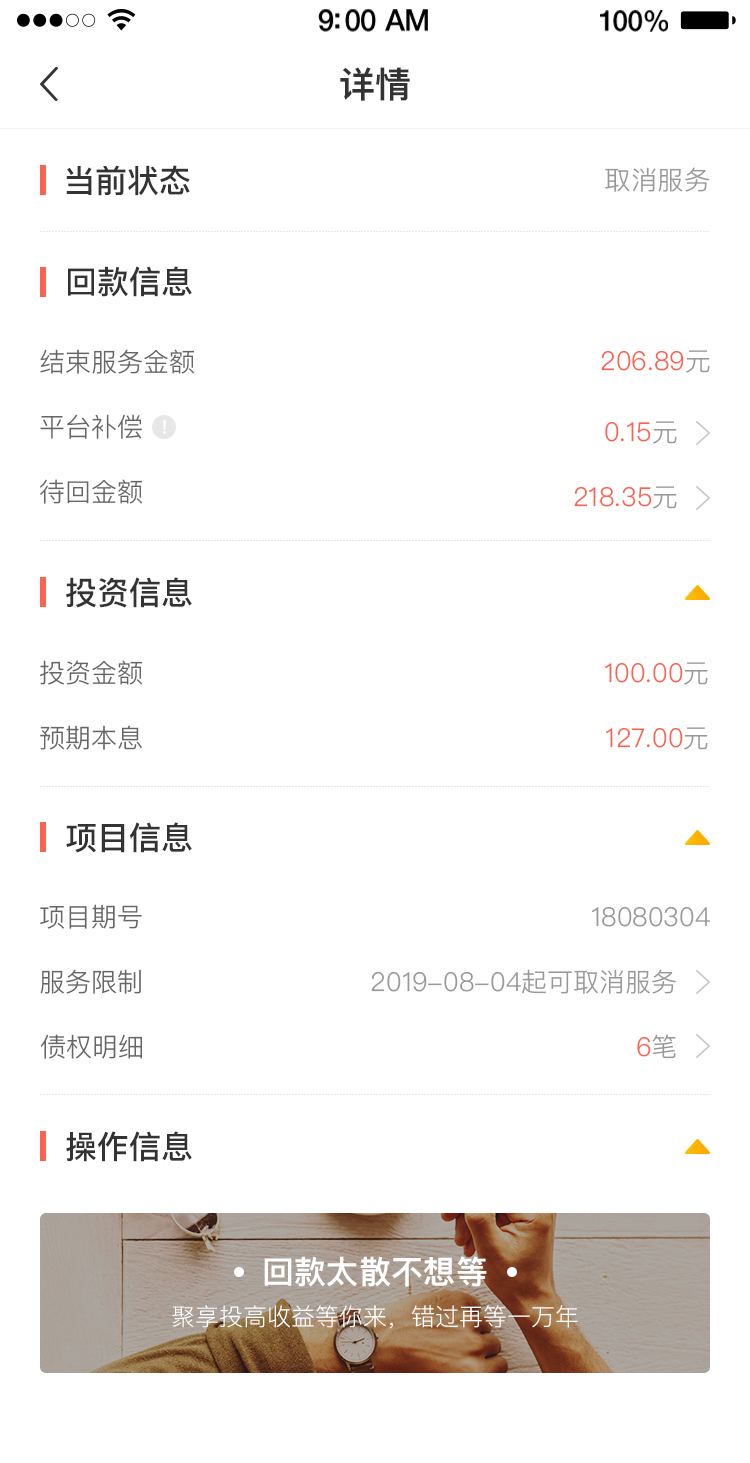 9:00 AM 100%
详情
当前状态 取消服务
回款信息
结束服务金额 206.89元
平台补偿 ! 0.15元
待回金额 218.35元
投资信息
投资金额 100.00元
预期本息 127.00元
项目信息
项目期号 18080304
服务限制 2019-08-04起可取消服务
债权明细 6笔
操作信息
• 回款太散不想等 •
聚享投高收益等你来，错过再等一万年